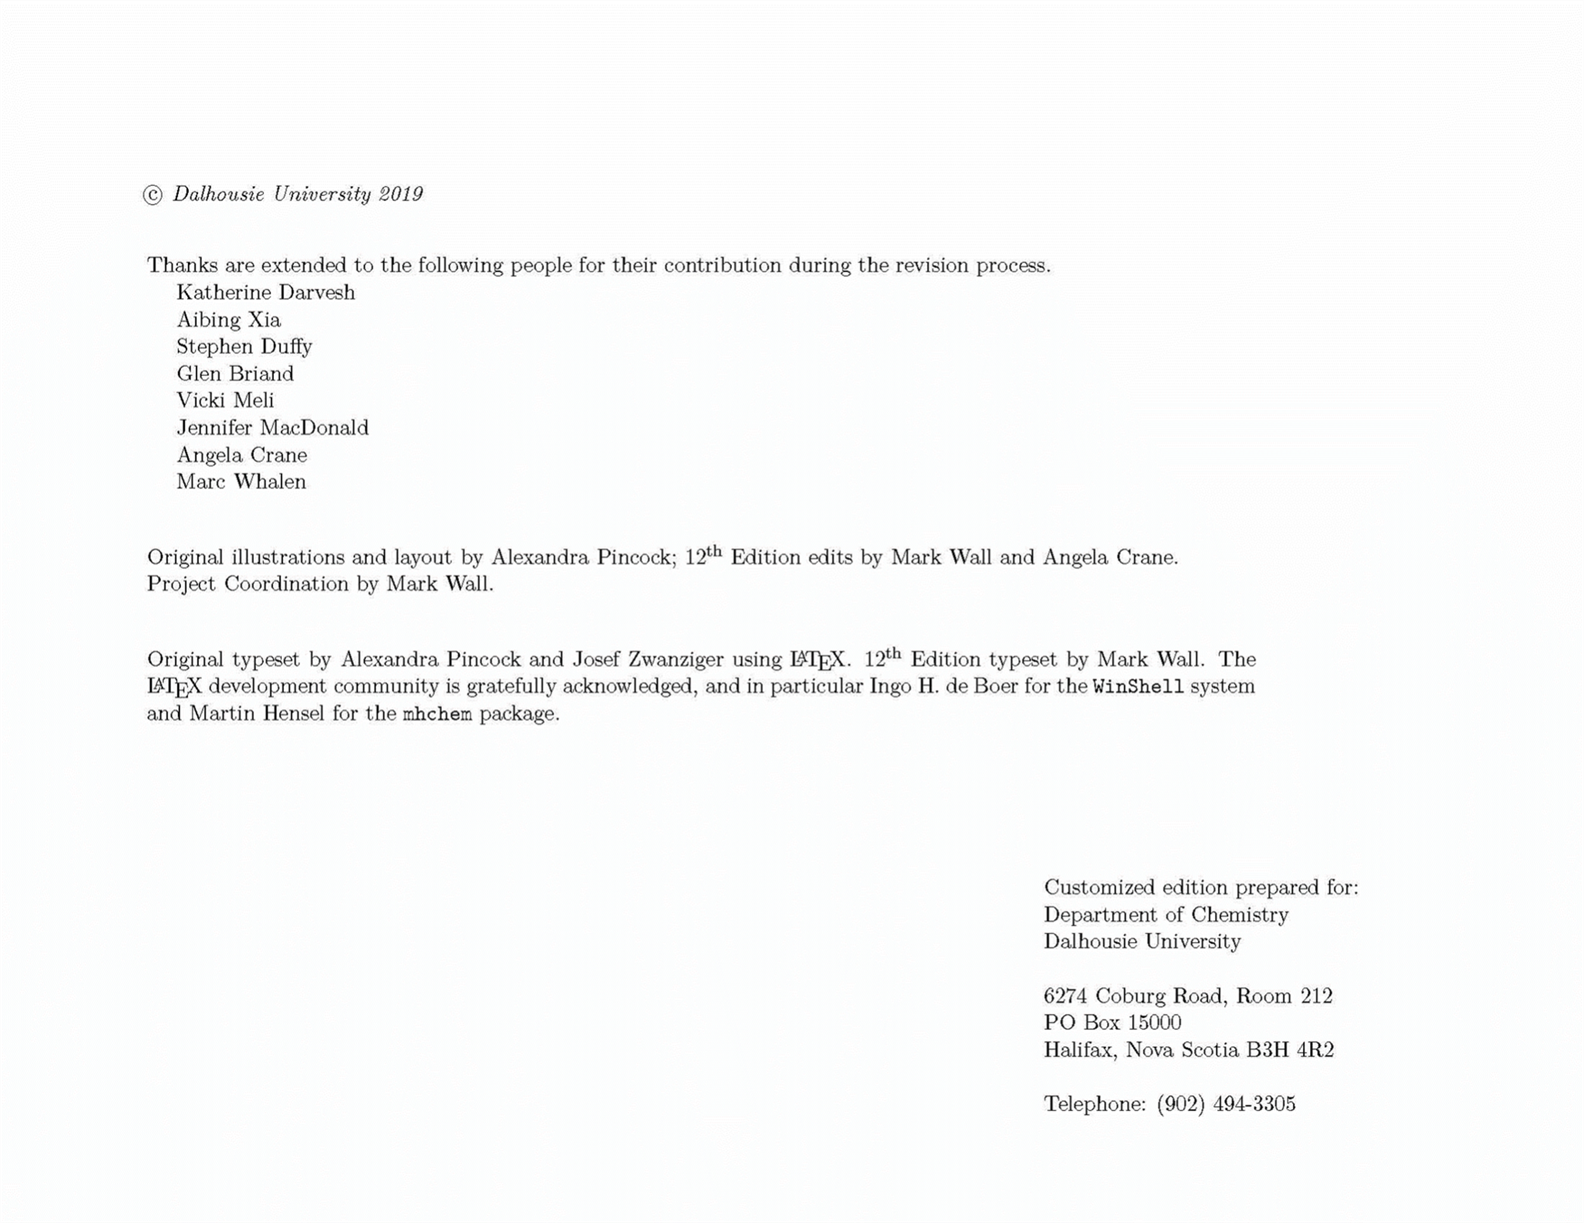 © Dalhousie University 2019
Thanks are extended to the following people for their contribution during the revision process.
Katherine Darvesh
Aibing Xia
Stephen Duffy
Glen Briand
Vicki Meli
Jennifer MacDonald
Angela Crane
Marc Whalen
Original illustrations and layout by Alexandra Pincock; 12th Edition edits by Mark Wall and Angela Crane.
Project Coordination by Mark Wall.
Original typeset by Alexandra Pincock and Josef Zwanziger using LATEX. 12th Edition typeset by Mark Wall. The
LATEX development community is gratefully acknowledged, and in particular Ingo H. de Boer for the WinShell system
and Martin Hensel for the mhchem package.
Customized edition prepared for:
Department of Chemistry
Dalhousie University
6274 Coburg Road, Room 212
PO Box 15000
Halifax, Nova Scotia B3H 4R2
Telephone: (902) 494-3305